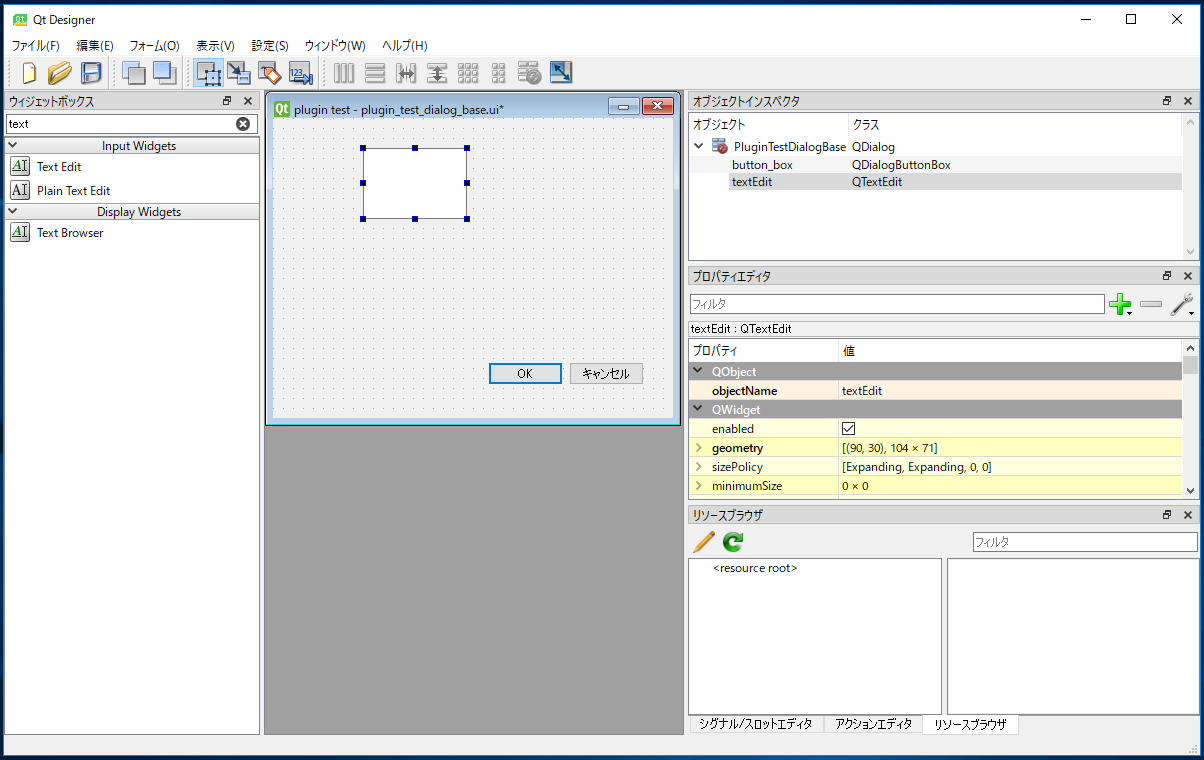 Qt Designer
ファイル(F) 編集(E) フォーム(O) 表示(V) 設定(S) ウィンドウ(W) ヘルプ(H)
ウィジェットボックス
text
Input Widgets
Text Edit
Plain Text Edit
Display Widgets
Text Browser
plugin test - plugin_test_dialog_base.ui*
OK キャンセル
オブジェクトインスペクタ
オブジェクト クラス
PluginTestDialogBase QDialog
button_box QDialogButtonBox
textEdit QTextEdit
プロパティエディタ
フィルタ
textEdit : QTextEdit
プロパティ 値
QObject
objectName textEdit
QWidget
enabled
geometry [(90, 30), 104 × 71]
sizePolicy [Expanding, Expanding, 0, 0]
minimumSize 0 × 0
リソースブラウザ
フィルタ
<resource root>
シグナル/スロットエディタ アクションエディタ リソースブラウザ